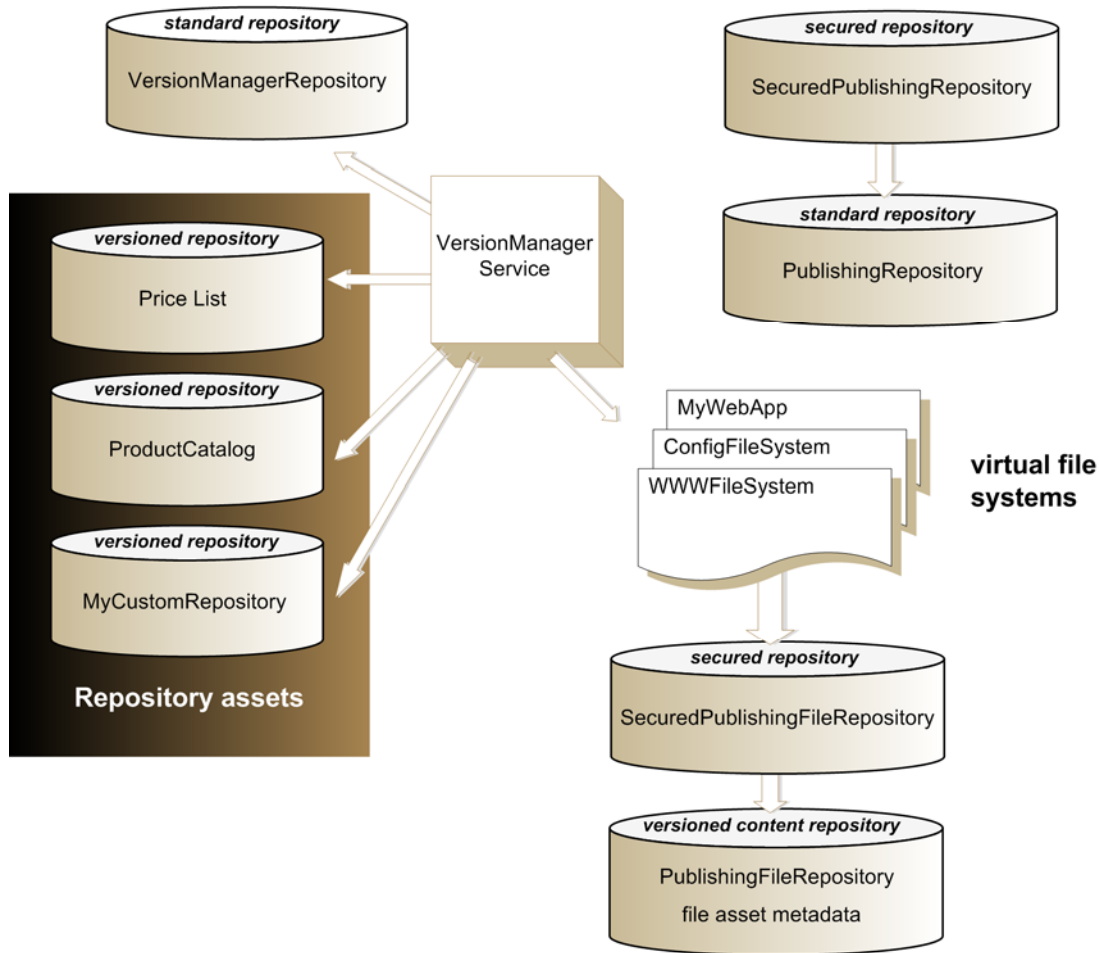 standard repository
VersionManagerRepository
secured repository
SecuredPublishingRepository
standard repository
PublishingRepository
VersionManager
Service
versioned repository
Price List
versioned repository
ProductCatalog
versioned repository
MyCustomRepository
Repository assets
MyWebApp
ConfigFileSystem
WWWFileSystem
virtual file
systems
secured repository
SecuredPublishingFileRepository
versioned content repository
PublishingFileRepository
file asset metadata